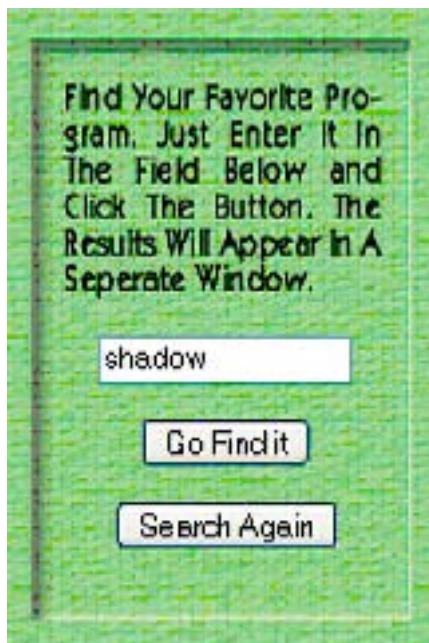 Find Your Favorite Pro-
gram. Just Enter It In
The Field Below and
Click The Button. The
Results Will Appear In A
Seperate Window.
shadow
Go Find it
Search Again